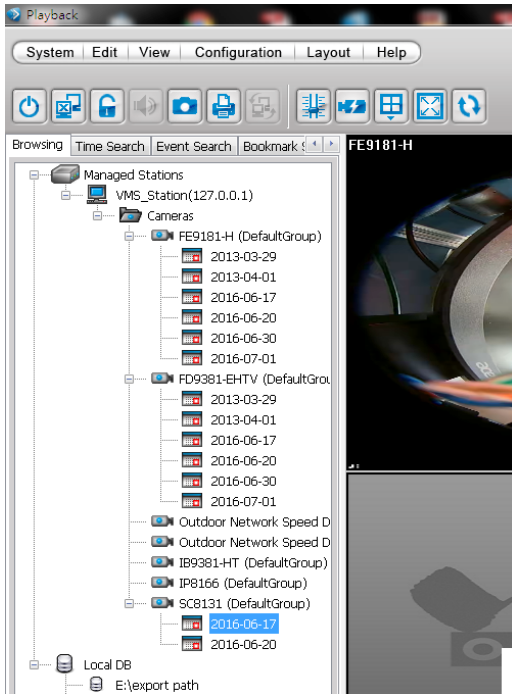 Playback
System Edit View Configuration Layout Help
Browsing Time Search Event Search Bookmark
FE9181-H
Managed Stations
VMS_Station(127.0.0.1)
Cameras
FE9181-H (DefaultGroup)
2013-03-29
2013-04-01
2016-06-17
2016-06-20
2016-06-30
2016-07-01
FD9381-EHTV (DefaultGrou
2013-03-29
2013-04-01
2016-06-17
2016-06-20
2016-06-30
2016-07-01
Outdoor Network Speed D
Outdoor Network Speed D
IB9381-HT (DefaultGroup)
IP8166 (DefaultGroup)
SC8131 (DefaultGroup)
2016-06-17
2016-06-20
Local DB
E:\export path